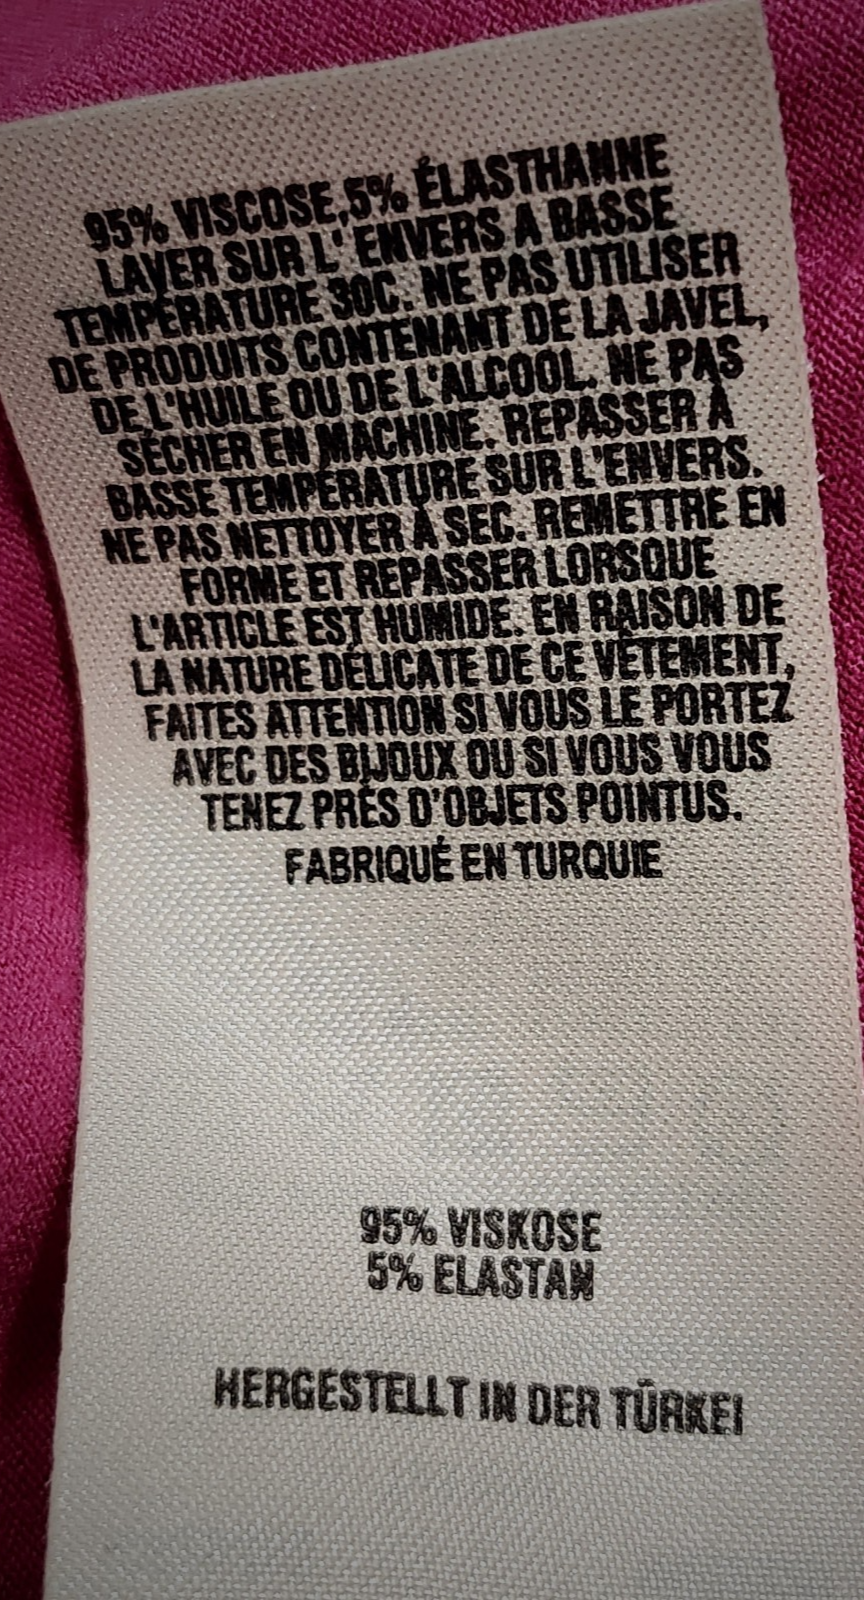 95% VISCOSE,5% ÉLASTHANNE
LAVER SUR L' ENVERS A BASSE
TEMPÉRATURE 30C. NE PAS UTILISER
DE PRODUITS CONTENANT DE LA JAVEL,
DE L'HUILE OU DE L'ALCOOL. NE PAS
SÉCHER EN MACHINE. REPASSER À
BASSE TEMPÉRATURE SUR L'ENVERS.
NE PAS NETTOYER À SEC. REMETTRE EN
FORME ET REPASSER LORSQUE
L'ARTICLE EST HUMIDE. EN RAISON DE
LA NATURE DÉLICATE DE CE VÊTEMENT,
FAITES ATTENTION SI VOUS LE PORTEZ
AVEC DES BIJOUX OU SI VOUS VOUS
TENEZ PRÉS D'OBJETS POINTUS.
FABRIQUÉ EN TURQUIE
95% VISKOSE
5% ELASTAN
HERGESTELLT IN DER TÜRKEI